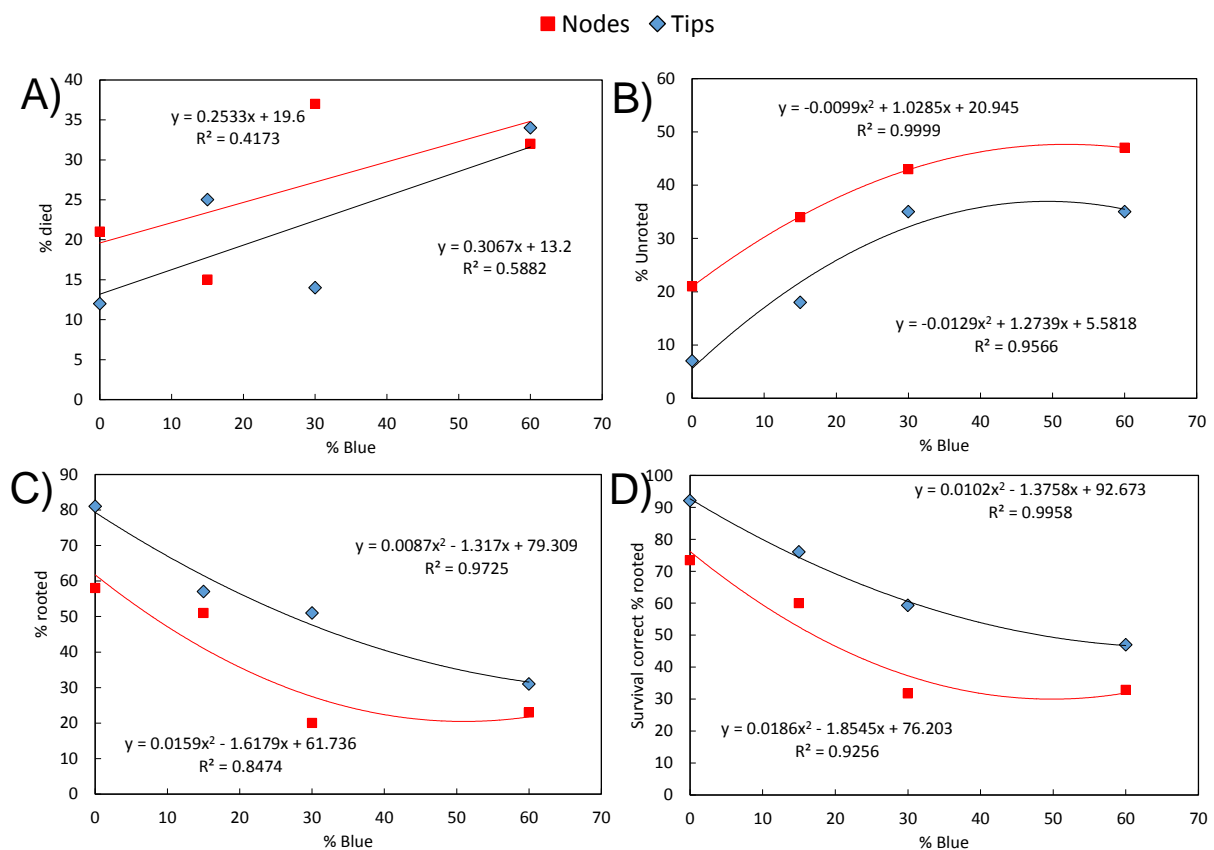 Nodes Tips
A)
% died
40
35
30
25
20
15
10
5
0
y = 0.2533x + 19.6
R² = 0.4173
y = 0.3067x + 13.2
R² = 0.5882
0 10 20 30 40 50 60 70
% Blue
B)
% Unroted
60
50
40
30
20
10
0
y = -0.0099x² + 1.0285x + 20.945
R² = 0.9999
y = -0.0129x² + 1.2739x + 5.5818
R² = 0.9566
0 10 20 30 40 50 60 70
% Blue
C)
% rooted
90
80
70
60
50
40
30
20
10
0
y = 0.0087x² - 1.317x + 79.309
R² = 0.9725
y = 0.0159x² - 1.6179x + 61.736
R² = 0.8474
0 10 20 30 40 50 60 70
% Blue
D)
Survival correct % rooted
100
90
80
70
60
50
40
30
20
10
0
y = 0.0102x² - 1.3758x + 92.673
R² = 0.9958
y = 0.0186x² - 1.8545x + 76.203
R² = 0.9256
0 10 20 30 40 50 60 70
% Blue